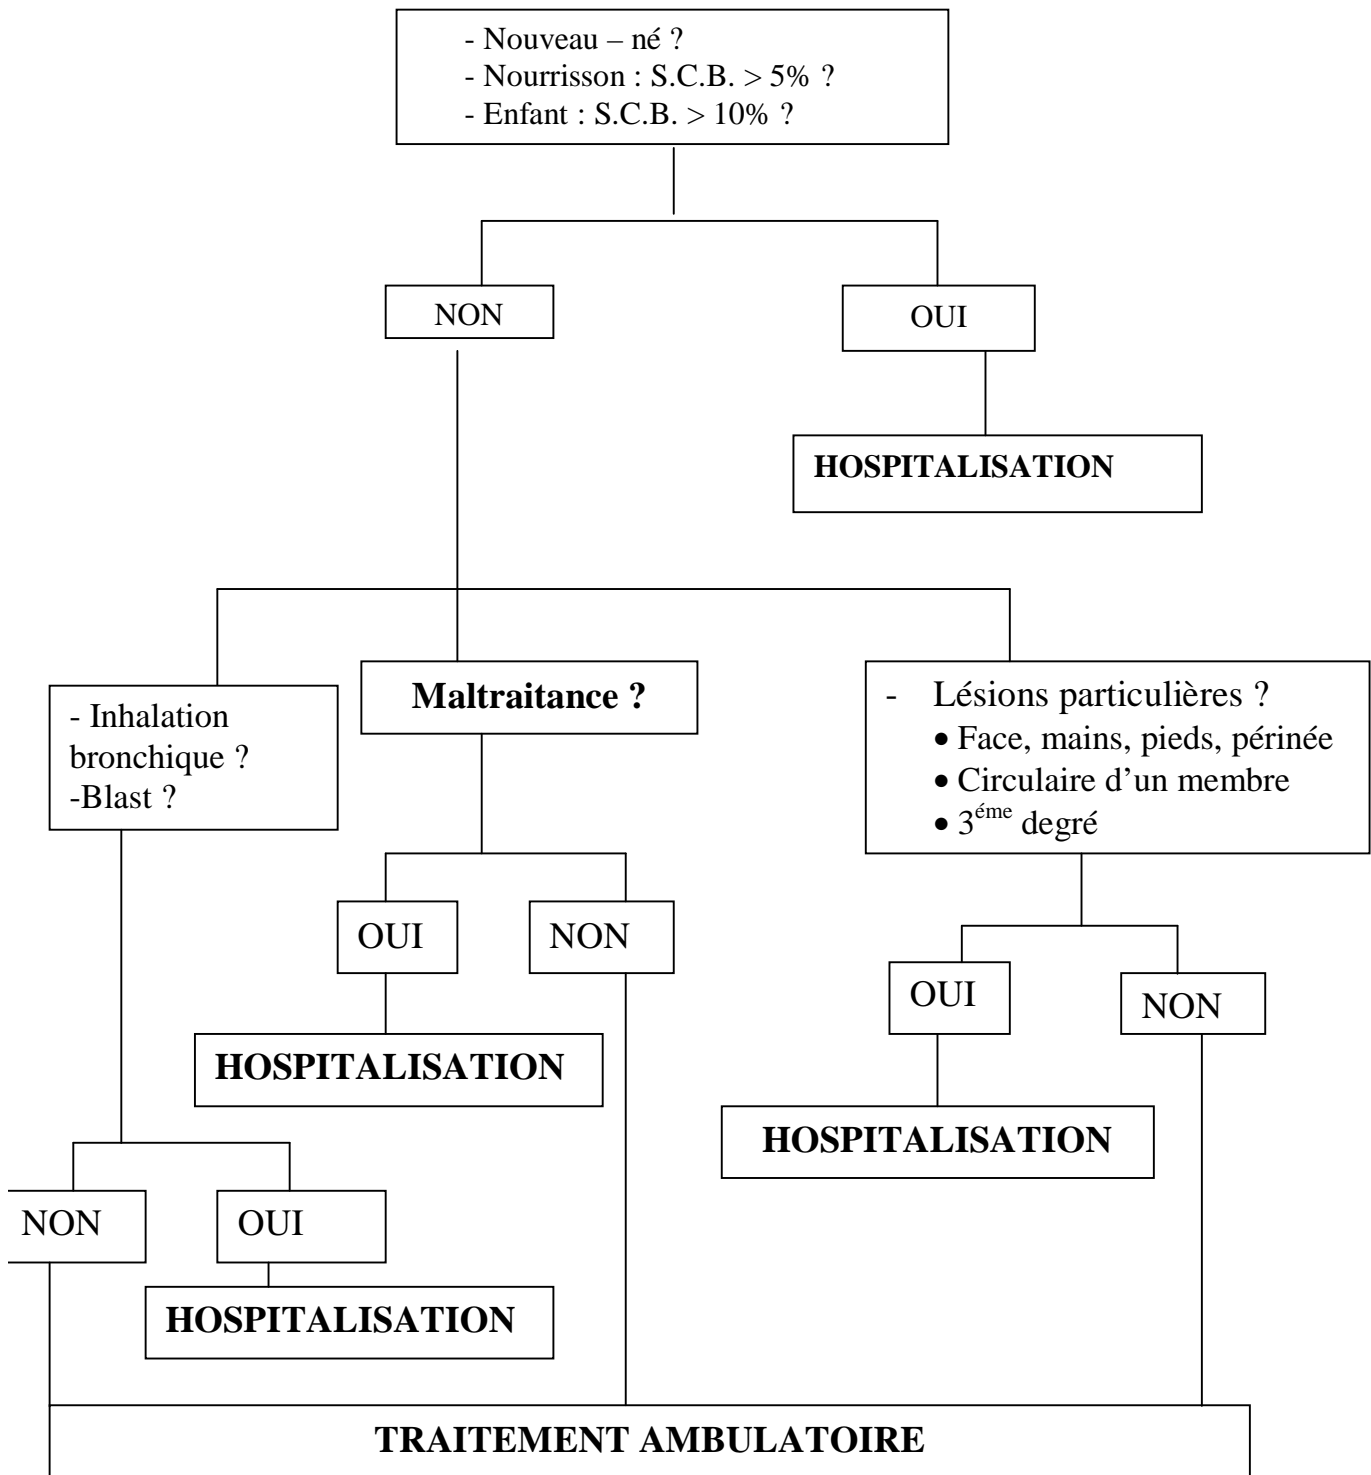 - Nouveau – né ?
- Nourrisson : S.C.B. > 5% ?
- Enfant : S.C.B. > 10% ?
NON
OUI
HOSPITALISATION
- Inhalation
bronchique ?
-Blast ?
Maltraitance ?
- Lésions particulières ?
• Face, mains, pieds, périnée
• Circulaire d’un membre
• 3éme degré
OUI
NON
OUI
NON
HOSPITALISATION
HOSPITALISATION
NON
OUI
HOSPITALISATION
TRAITEMENT AMBULATOIRE